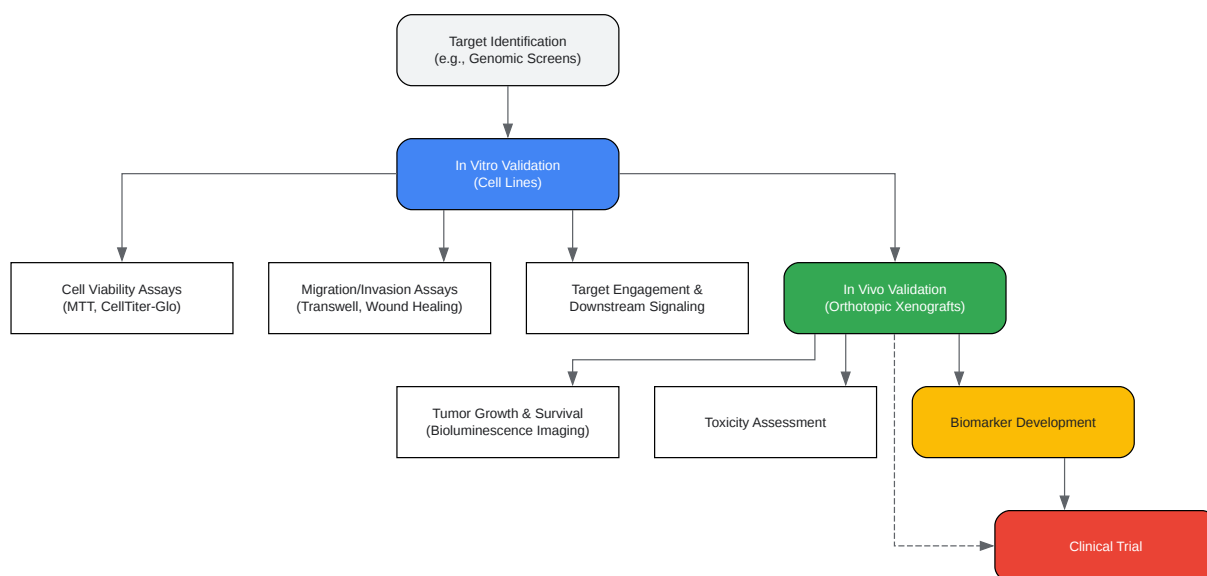 Target Identification
(e.g., Genomic Screens)
In Vitro Validation
(Cell Lines)
Cell Viability Assays
(MTT, CellTiter-Glo)
Migration/Invasion Assays
(Transwell, Wound Healing)
Target Engagement &
Downstream Signaling
In Vivo Validation
(Orthotopic Xenografts)
Tumor Growth & Survival
(Bioluminescence Imaging)
Toxicity Assessment
Biomarker Development
Clinical Trial